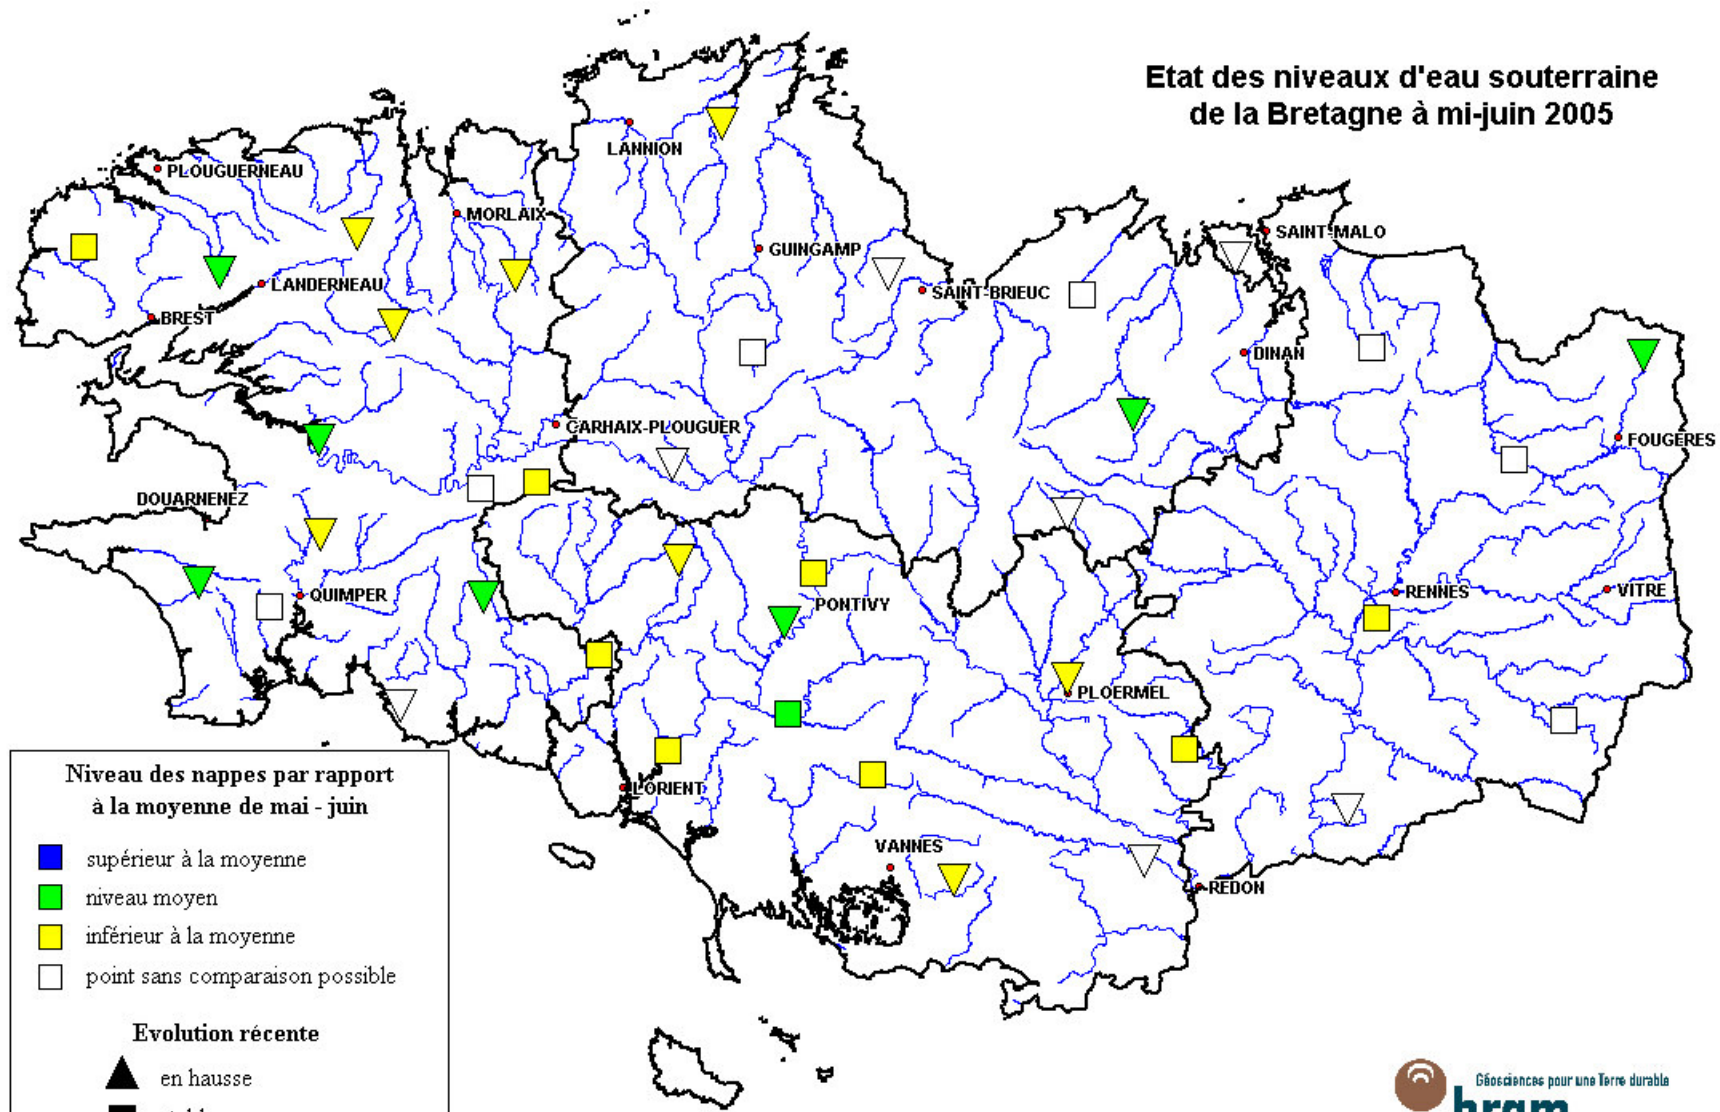 Etat des niveaux d'eau souterraine
de la Bretagne à mi-juin 2005
LANNION
PLOUGUERNEAU
MORLAIX
SAINT-MALO
GUINGAMP
LANDERNEAU
SAINT-BRIEUC
BREST
DINAN
CARHAIX-PLOUGUER
FOUGERES
DOUARNENEZ
QUIMPER
PONTIVY
RENNES
VITRE
PLOERMEL
LORIENT
VANNES
REDON
Niveau des nappes par rapport
à la moyenne de mai - juin
supérieur à la moyenne
niveau moyen
inférieur à la moyenne
point sans comparaison possible
Evolution récente
en hausse
Géosciences pour une Terre durable
brgm